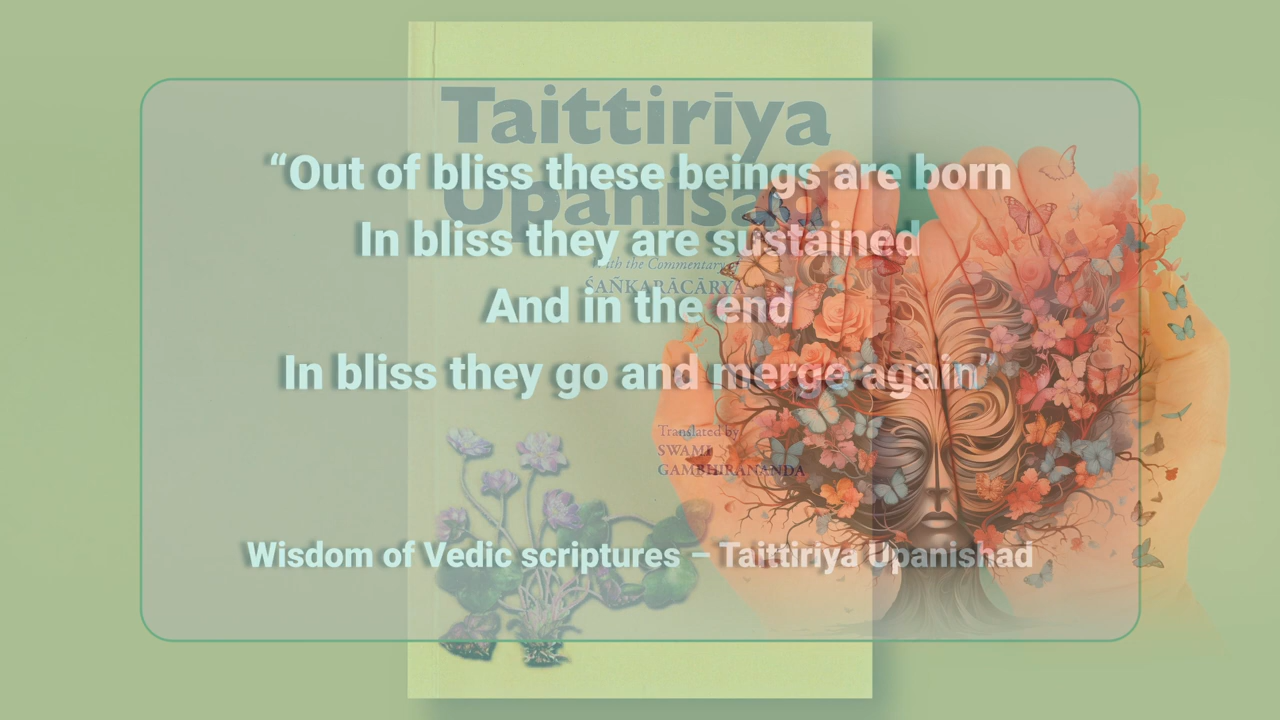 Taittirīya
“Out of bliss these beings are born
Upaniṣad
In bliss they are sustained
with the Commentary of
ŚAṄKARĀCĀRYA
And in the end
In bliss they go and merge again”
Translated by
SWAMI
GAMBHIRANANDA
Wisdom of Vedic scriptures – Taittiriya Upanishad